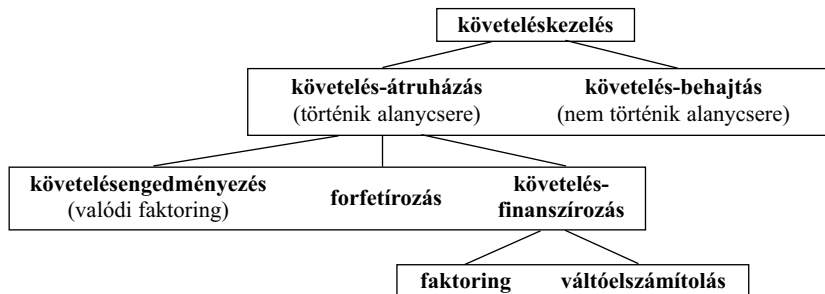 követeléskezelés
követelés-átruházás követelés-behajtás
(történik alanycsere) (nem történik alanycsere)
követelésengedményezés forfetírozás követelés-
(valódi faktoring) finanszírozás
faktoring váltóelszámítolás